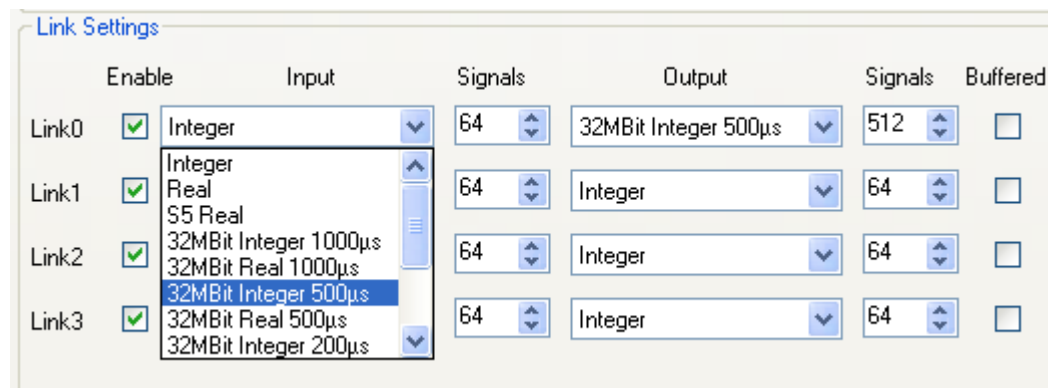 Link Settings
Enable Input Signals Output Signals Buffered
Link0 Integer 64 32MBit Integer 500µs 512
Integer
Real
Link1 64 Integer 64
S5 Real
32MBit Integer 1000µs
Link2 64 Integer 64
32MBit Real 1000µs
32MBit Integer 500µs
Link3 32MBit Real 500µs 64 Integer 64
32MBit Integer 200µs